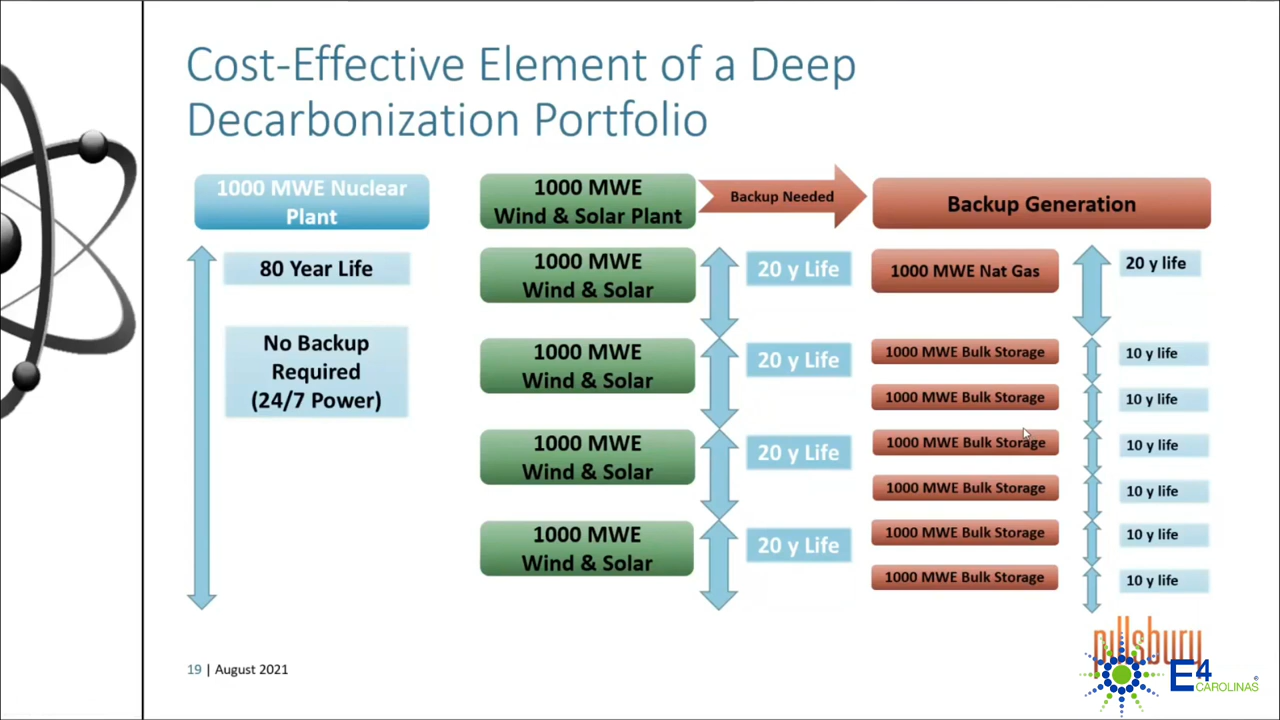 Cost-Effective Element of a Deep
Decarbonization Portfolio
1000 MWE Nuclear
Plant
80 Year Life
No Backup
Required
(24/7 Power)
1000 MWE
Wind & Solar Plant
Backup Needed
Backup Generation
1000 MWE
Wind & Solar
20 y Life
1000 MWE Nat Gas
20 y life
1000 MWE
Wind & Solar
20 y Life
1000 MWE Bulk Storage
10 y life
1000 MWE Bulk Storage
10 y life
1000 MWE
Wind & Solar
20 y Life
1000 MWE Bulk Storage
10 y life
1000 MWE Bulk Storage
10 y life
1000 MWE
Wind & Solar
20 y Life
1000 MWE Bulk Storage
10 y life
1000 MWE Bulk Storage
10 y life
19 | August 2021
pillsbury
E4
CAROLINAS